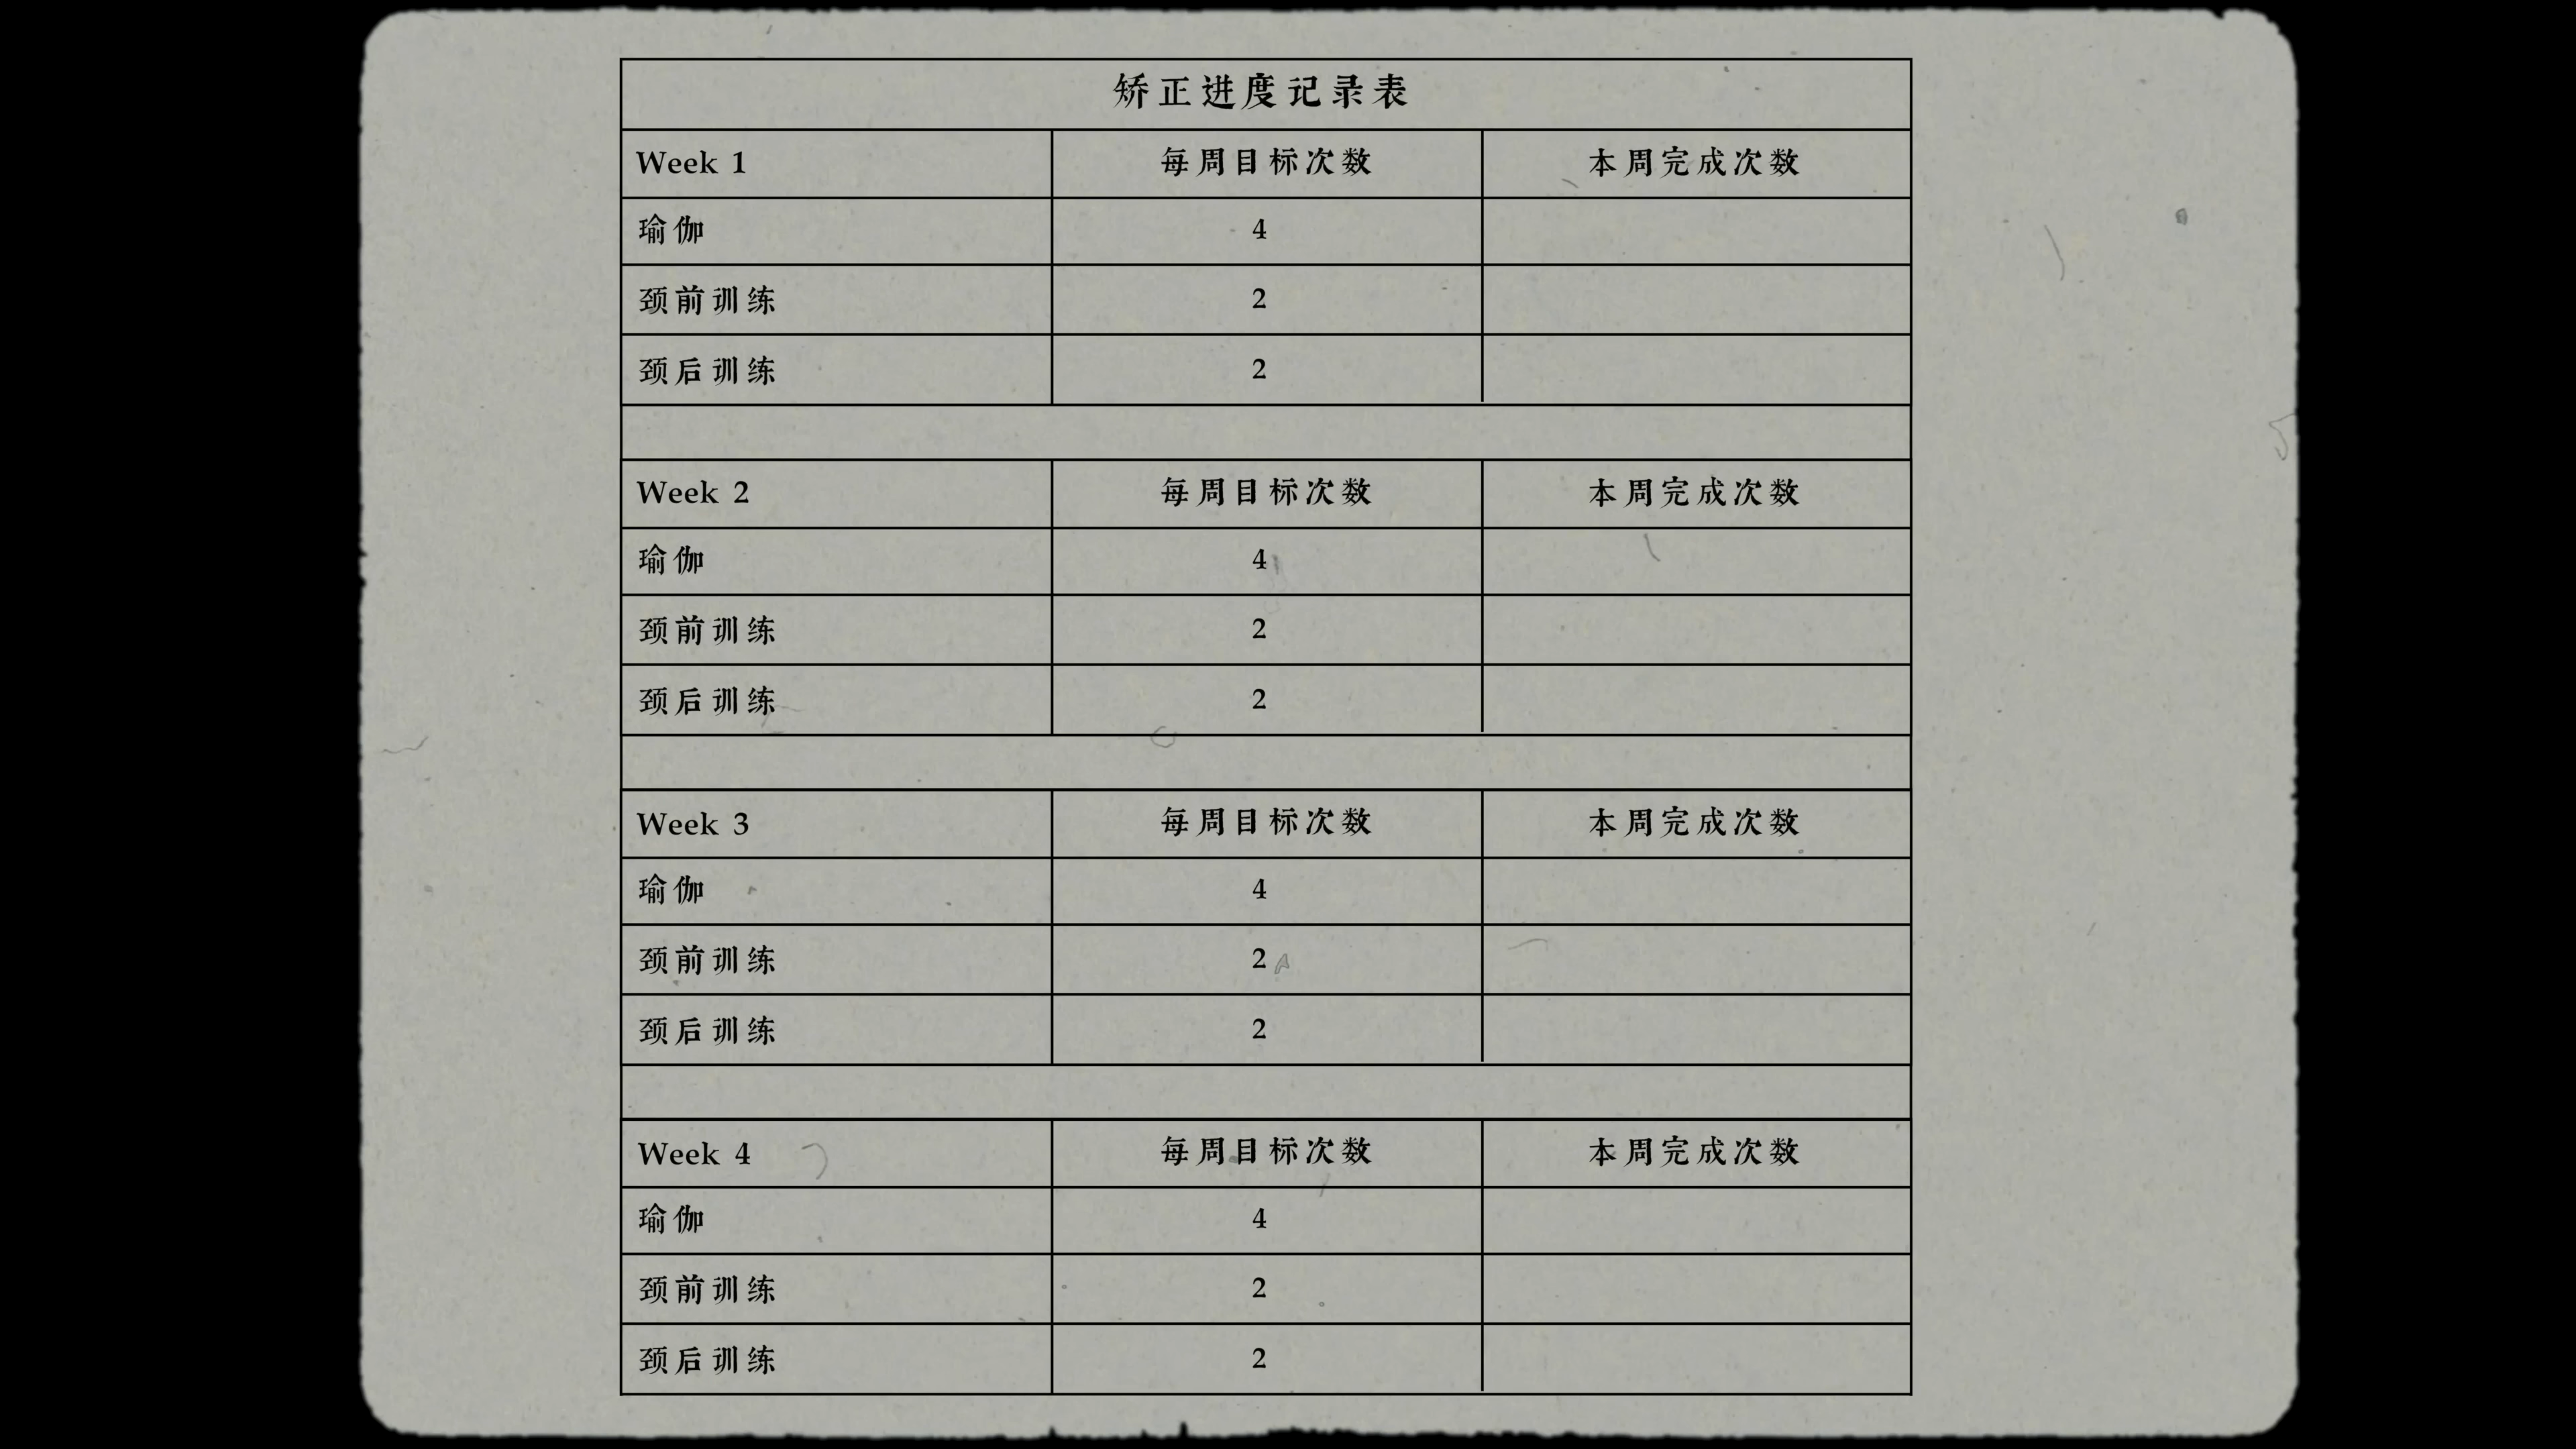 矫正进度记录表
Week 1 每周目标次数 本周完成次数
瑜伽 4
颈前训练 2
颈后训练 2
Week 2 每周目标次数 本周完成次数
瑜伽 4
颈前训练 2
颈后训练 2
Week 3 每周目标次数 本周完成次数
瑜伽 4
颈前训练 2
颈后训练 2
Week 4 每周目标次数 本周完成次数
瑜伽 4
颈前训练 2
颈后训练 2